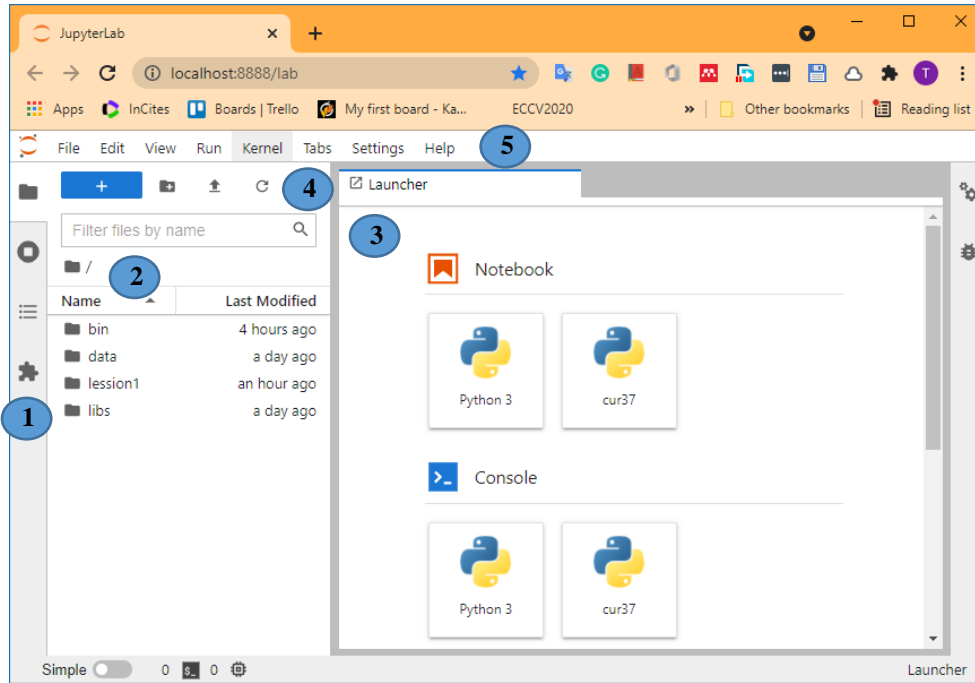 JupyterLab
localhost:8888/lab
T
Apps InCites Boards | Trello My first board - Ka... ECCV2020 » Other bookmarks Reading list
File Edit View Run Kernel Tabs Settings Help 5
+ 4 Launcher
Filter files by name 3
/ 2
Name Last Modified
bin 4 hours ago
data a day ago
lession1 an hour ago
libs a day ago
1
Notebook
Python 3 cur37
Console
Python 3 cur37
Simple 0 $_ 0 Launcher